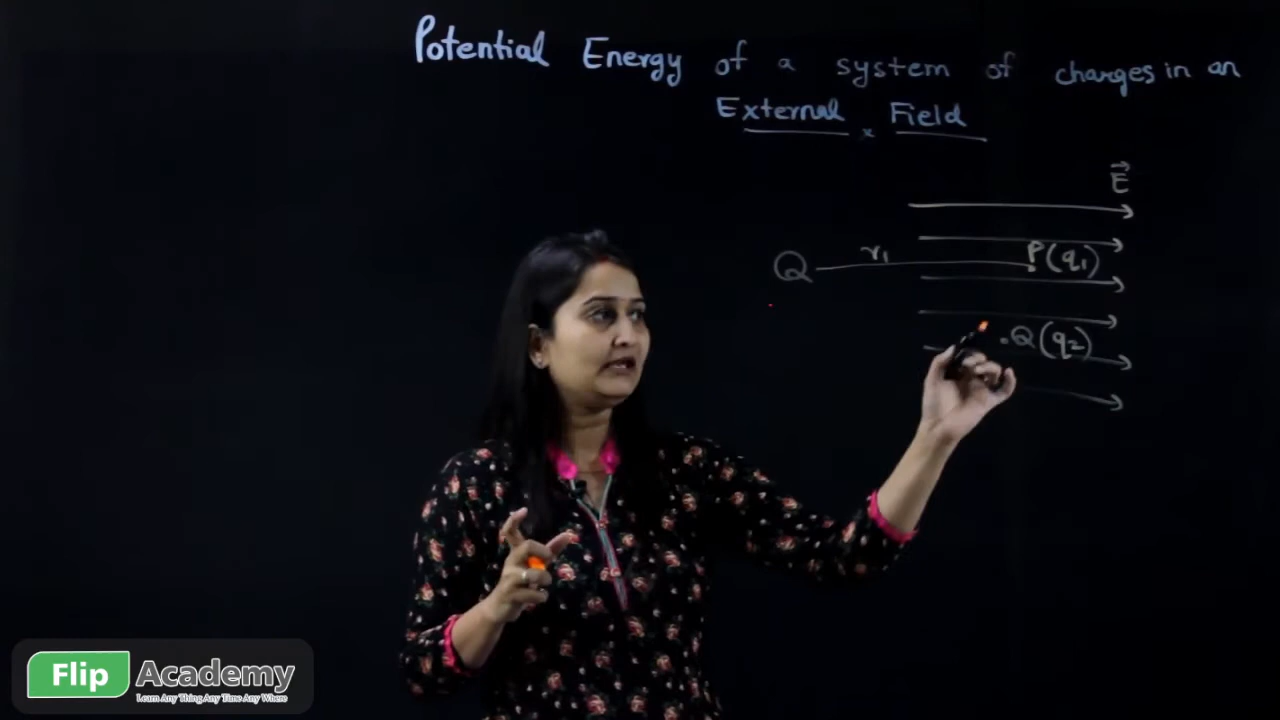 Potential Energy of a system of charges in an
External Field
E
Q r₁ P(q₁)
.Q(q₂)
Flip Academy
Learn Any Thing Any Time Any Where